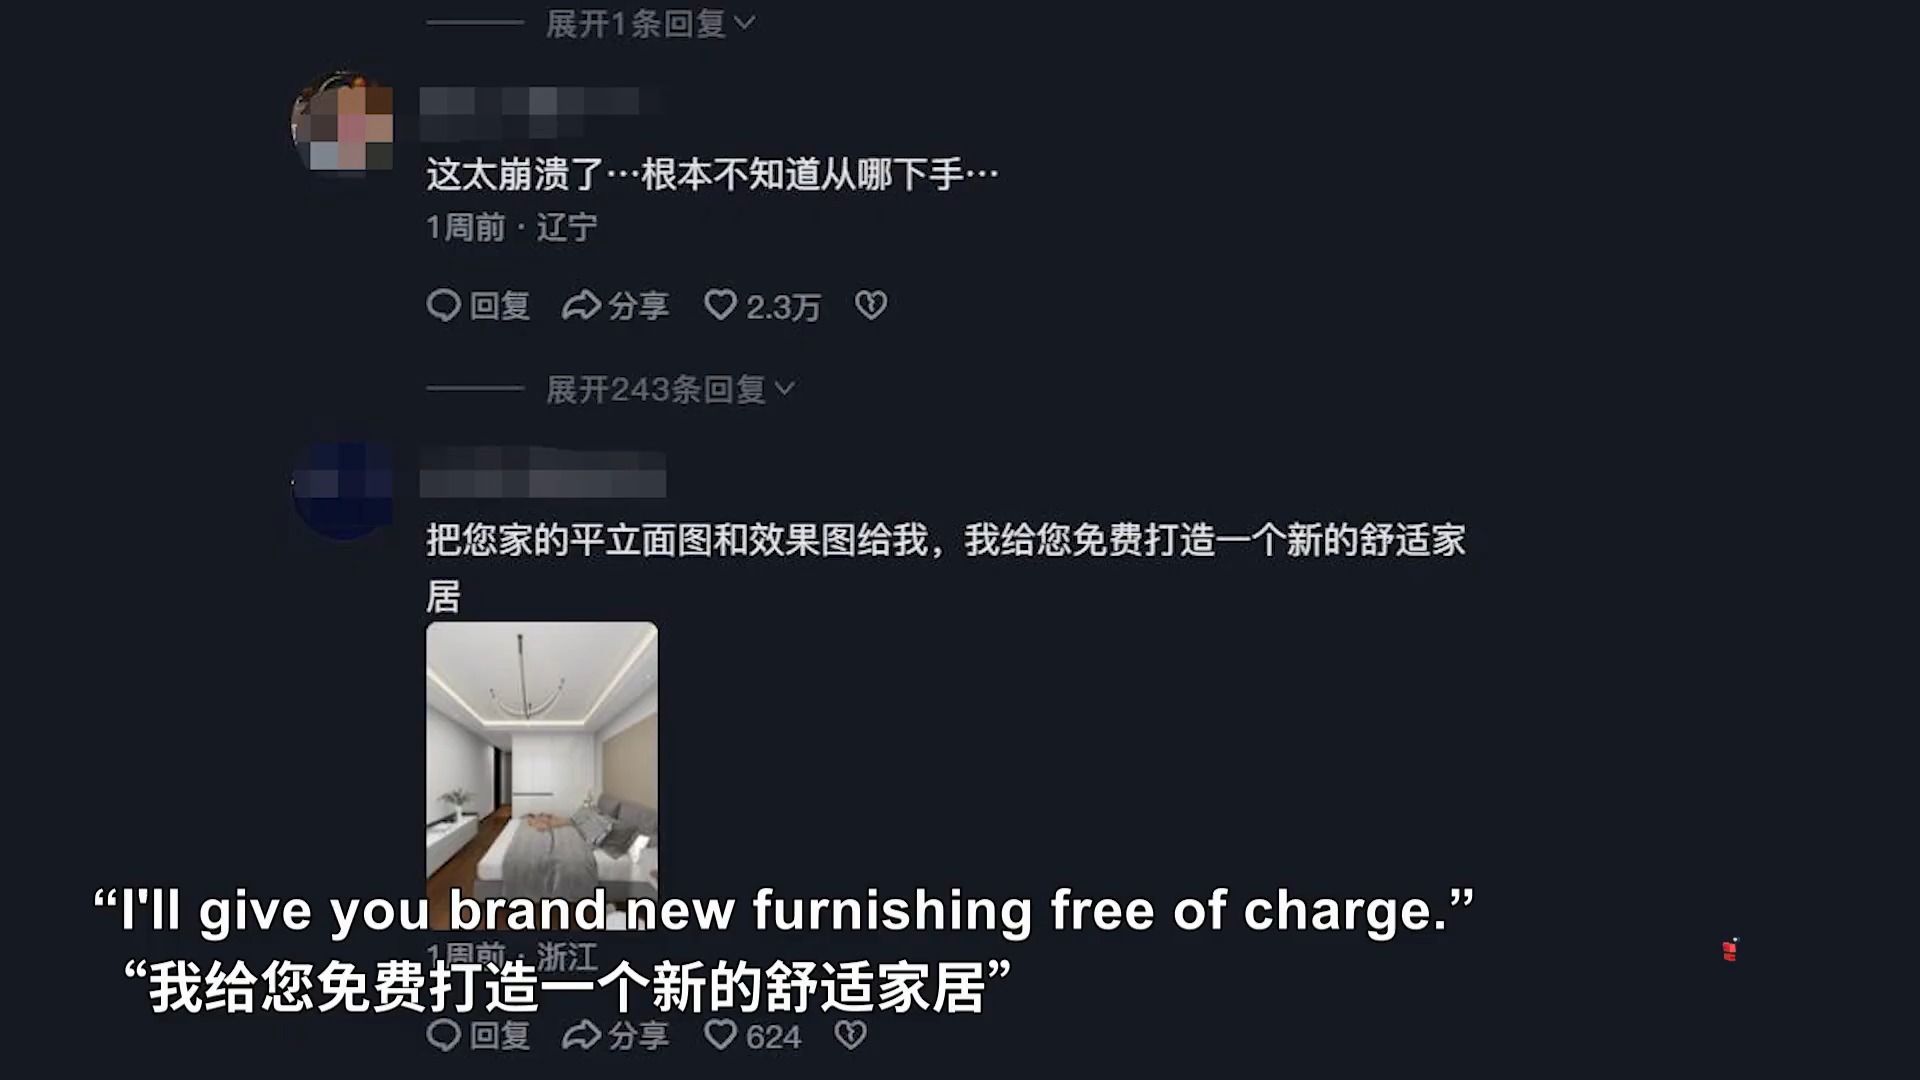 展开1条回复
这太崩溃了…根本不知道从哪下手…
1周前 · 辽宁
回复 分享 2.3万
展开243条回复
把您家的平立面图和效果图给我，我给您免费打造一个新的舒适家
居
“I'll give you brand new furnishing free of charge.”
1周前 · 浙江
“我给您免费打造一个新的舒适家居”
回复 分享 624